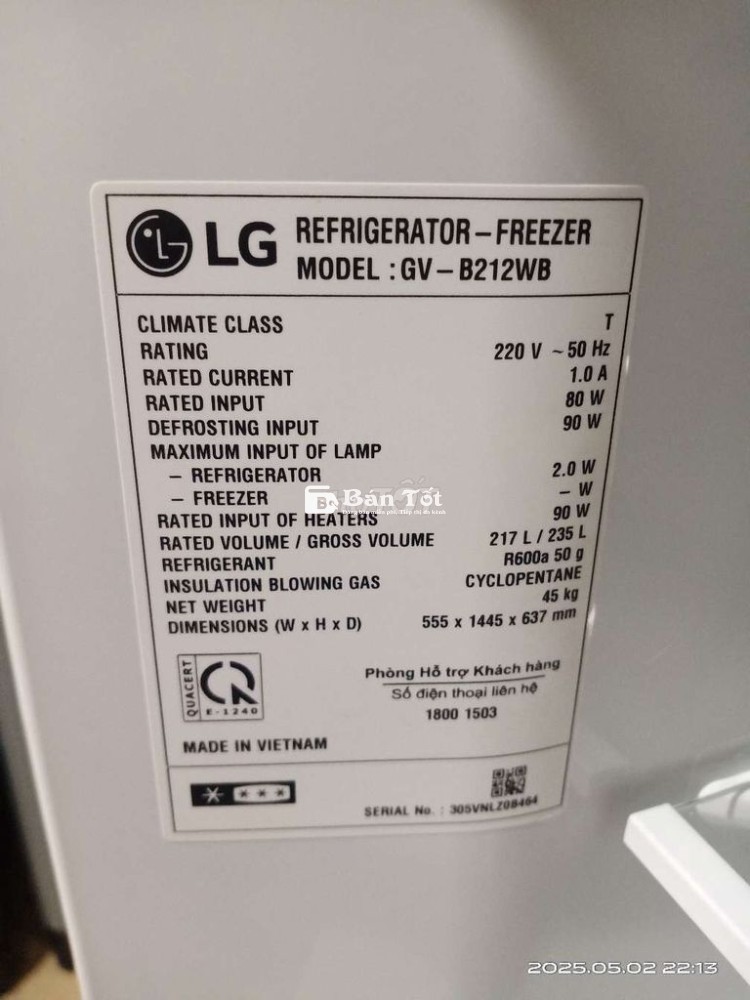 LG
REFRIGERATOR - FREEZER
MODEL : GV - B212WB
CLIMATE CLASS T
RATING 220 V ~ 50 Hz
RATED CURRENT 1.0 A
RATED INPUT 80 W
DEFROSTING INPUT 90 W
MAXIMUM INPUT OF LAMP
- REFRIGERATOR 2.0 W
- FREEZER - W
Bán Tốt
RATED INPUT OF HEATERS 90 W
RATED VOLUME / GROSS VOLUME 217 L / 235 L
REFRIGERANT R600a 50 g
INSULATION BLOWING GAS CYCLOPENTANE
NET WEIGHT 45 kg
DIMENSIONS (W x H x D) 555 x 1445 x 637 mm
QUACERT
E-1240
Phòng Hỗ trợ Khách hàng
Số điện thoại liên hệ
1800 1503
MADE IN VIETNAM
SERIAL No. : 305VNLZ08464
2025.05.02 22:13